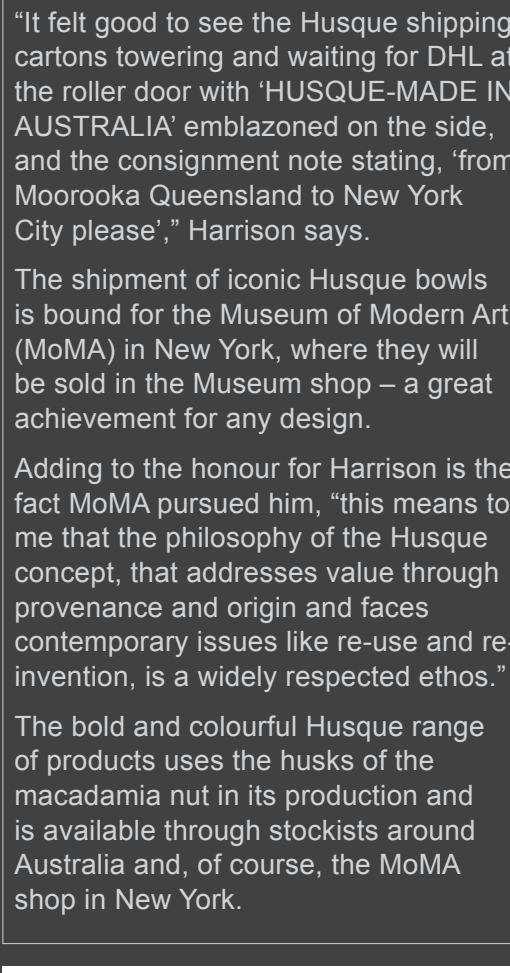 “It felt good to see the Husque shipping
cartons towering and waiting for DHL at
the roller door with ‘HUSQUE-MADE IN
AUSTRALIA’ emblazoned on the side,
and the consignment note stating, ‘from
Moorooka Queensland to New York
City please’,” Harrison says.
The shipment of iconic Husque bowls
is bound for the Museum of Modern Art
(MoMA) in New York, where they will
be sold in the Museum shop – a great
achievement for any design.
Adding to the honour for Harrison is the
fact MoMA pursued him, “this means to
me that the philosophy of the Husque
concept, that addresses value through
provenance and origin and faces
contemporary issues like re-use and re-
invention, is a widely respected ethos.”
The bold and colourful Husque range
of products uses the husks of the
macadamia nut in its production and
is available through stockists around
Australia and, of course, the MoMA
shop in New York.